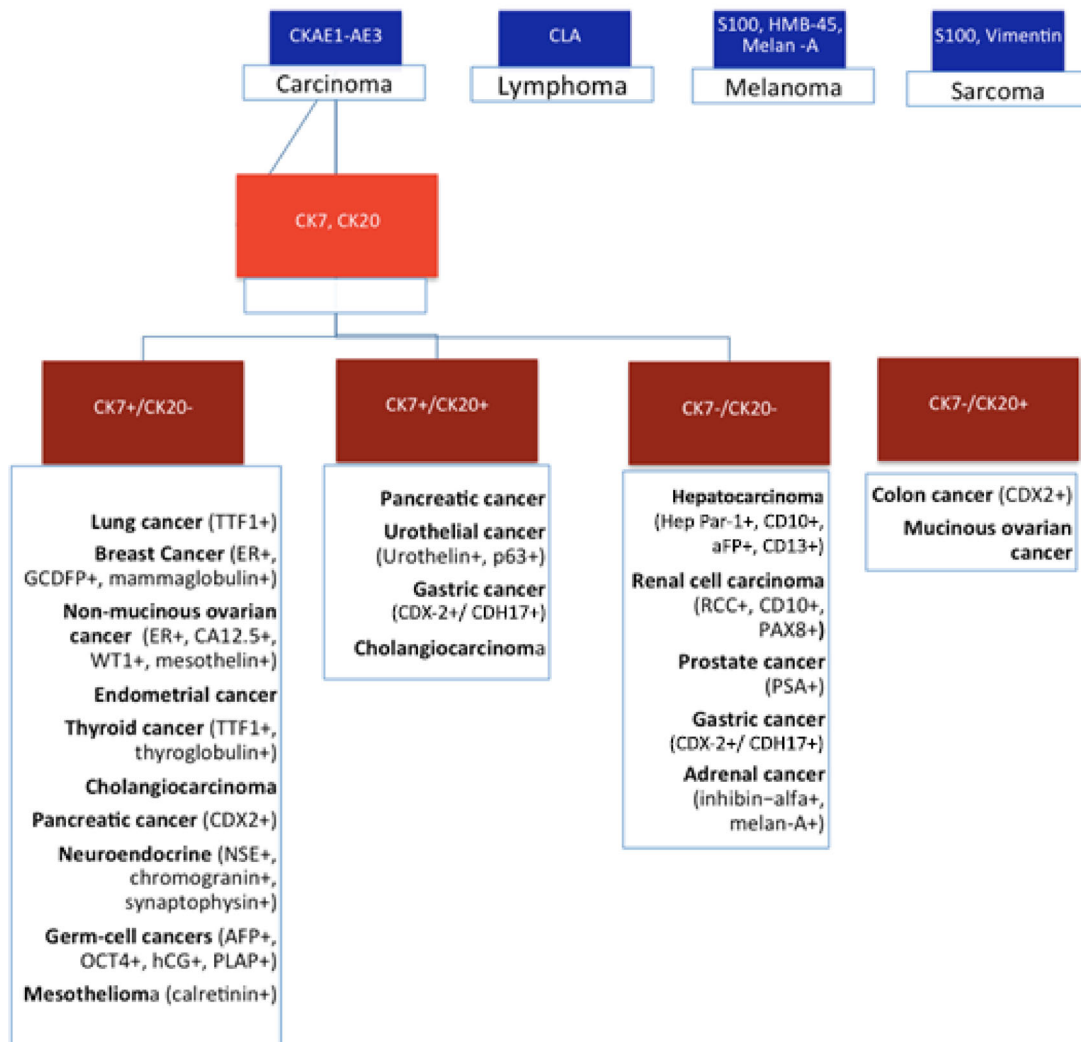 CKAE1-AE3
Carcinoma
CLA
Lymphoma
S100, HMB-45,
Melan -A
Melanoma
S100, Vimentin
Sarcoma
CK7, CK20
CK7+/CK20-
Lung cancer (TTF1+)
Breast Cancer (ER+,
GCDFP+, mammaglobulin+)
Non-mucinous ovarian
cancer (ER+, CA12.5+,
WT1+, mesothelin+)
Endometrial cancer
Thyroid cancer (TTF1+,
thyroglobulin+)
Cholangiocarcinoma
Pancreatic cancer (CDX2+)
Neuroendocrine (NSE+,
chromogranin+,
synaptophysin+)
Germ-cell cancers (AFP+,
OCT4+, hCG+, PLAP+)
Mesothelioma (calretinin+)
CK7+/CK20+
Pancreatic cancer
Urothelial cancer
(Urothelin+, p63+)
Gastric cancer
(CDX-2+/ CDH17+)
Cholangiocarcinoma
CK7-/CK20-
Hepatocarcinoma
(Hep Par-1+, CD10+,
aFP+, CD13+)
Renal cell carcinoma
(RCC+, CD10+,
PAX8+)
Prostate cancer
(PSA+)
Gastric cancer
(CDX-2+/ CDH17+)
Adrenal cancer
(inhibin–alfa+,
melan-A+)
CK7-/CK20+
Colon cancer (CDX2+)
Mucinous ovarian
cancer